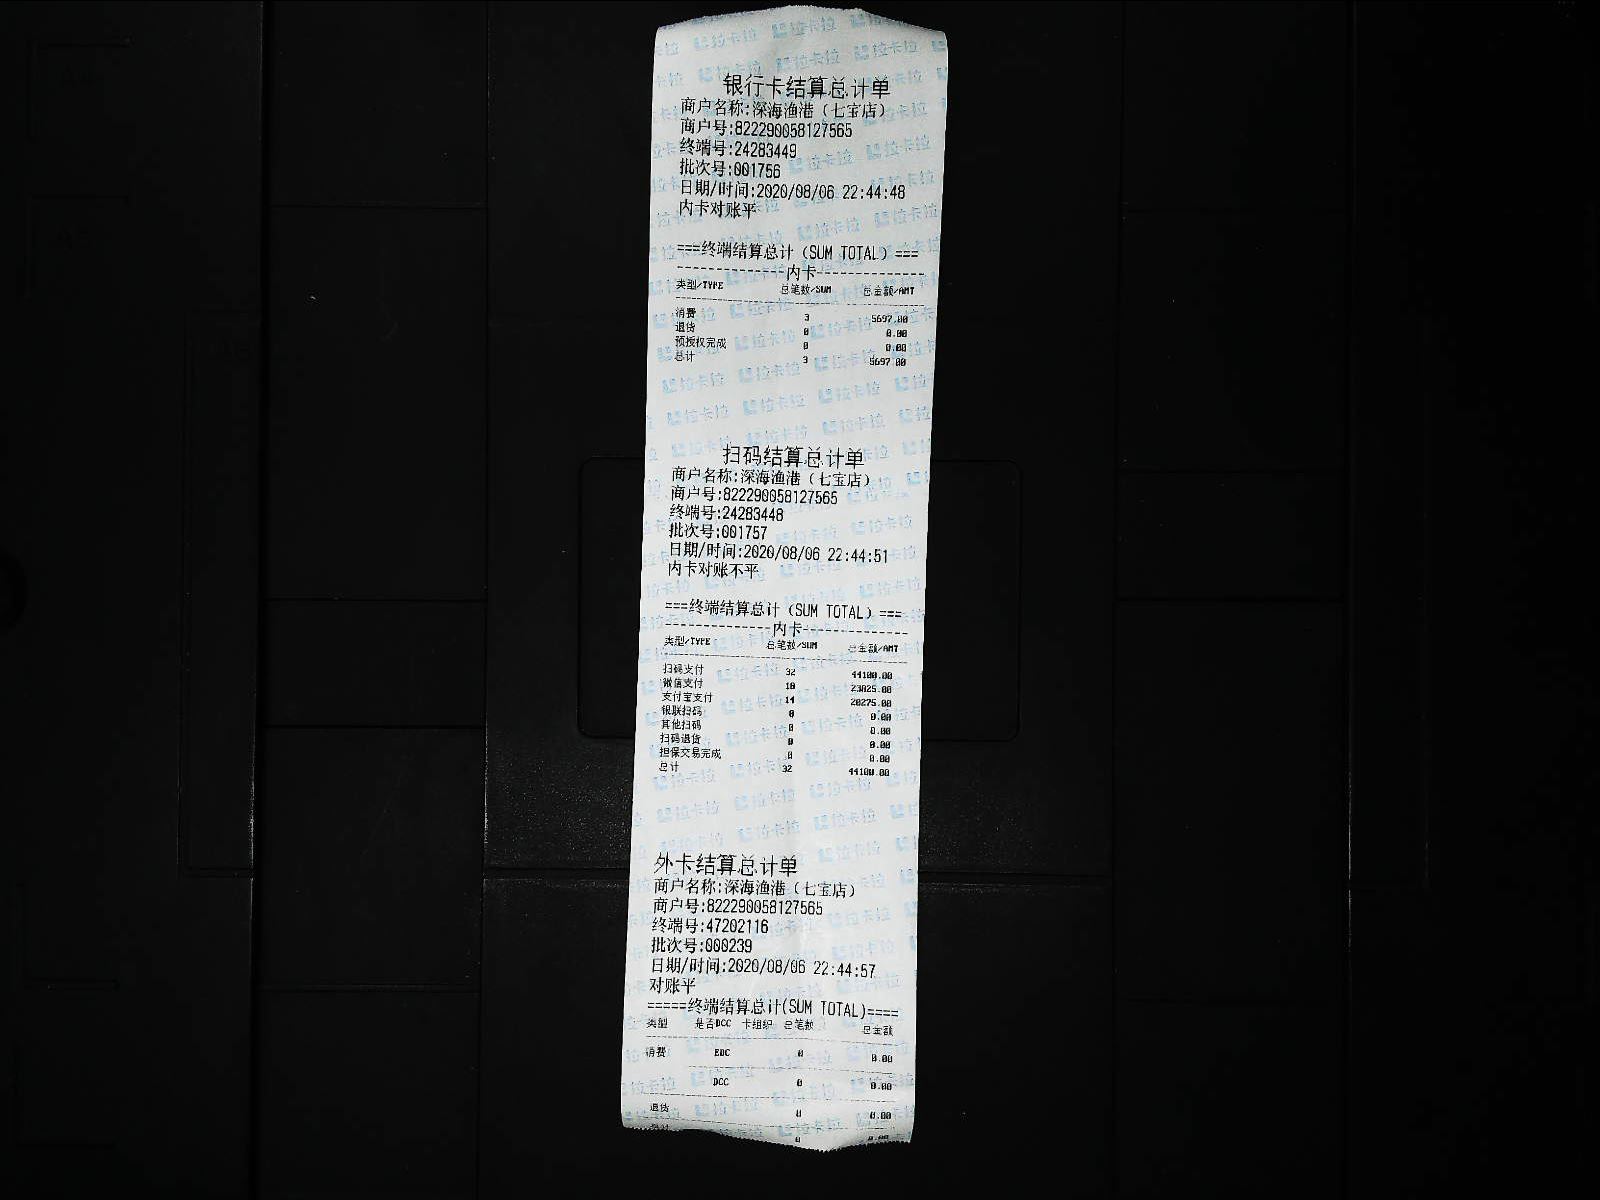 银行卡结算总计单
商户名称:深海渔港（七宝店）
商户号:822290058127565
终端号:24283449
批次号:001756
日期/时间:2020/08/06 22:44:48
内卡对账平
===终端结算总计（SUM TOTAL）===
内卡
类型/TYPE 总笔数/SUM 总金额/AMT
消费 3 5697.00
退货 0 0.00
预授权完成 0 0.00
总计 3 5697.00
扫码结算总计单
商户名称:深海渔港（七宝店）
商户号:822290058127565
终端号:24283448
批次号:001757
日期/时间:2020/08/06 22:44:51
内卡对账不平
===终端结算总计（SUM TOTAL）===
内卡
类型/TYPE 总笔数/SUM 总金额/AMT
扫码支付 32 44100.00
微信支付 18 23825.00
支付宝支付 14 20275.00
银联扫码 0 0.00
其他扫码 0 0.00
扫码退货 0 0.00
担保交易完成 0 0.00
总计 32 44100.00
外卡结算总计单
商户名称:深海渔港（七宝店）
商户号:822290058127565
终端号:47202116
批次号:000239
日期/时间:2020/08/06 22:44:57
对账平
=====终端结算总计(SUM TOTAL)====
类型 是否DCC 卡组织 总笔数 总金额
消费 EDC 0 0.00
DCC 0 0.00
退货 0 0.00
总计 0 0.00